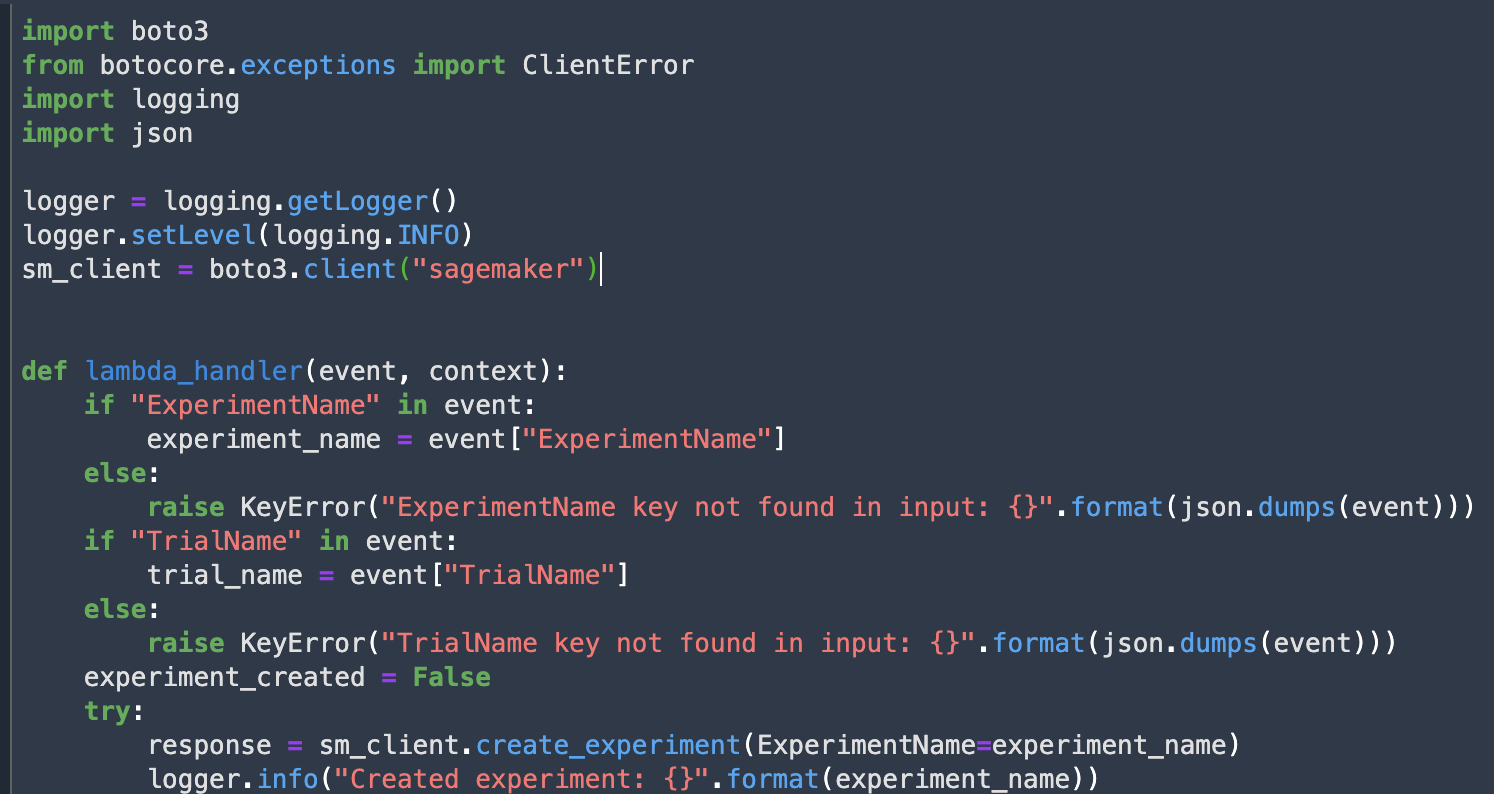 import boto3
from botocore.exceptions import ClientError
import logging
import json
logger = logging.getLogger()
logger.setLevel(logging.INFO)
sm_client = boto3.client("sagemaker")
def lambda_handler(event, context):
    if "ExperimentName" in event:
        experiment_name = event["ExperimentName"]
    else:
        raise KeyError("ExperimentName key not found in input: {}".format(json.dumps(event)))
    if "TrialName" in event:
        trial_name = event["TrialName"]
    else:
        raise KeyError("TrialName key not found in input: {}".format(json.dumps(event)))
    experiment_created = False
    try:
        response = sm_client.create_experiment(ExperimentName=experiment_name)
        logger.info("Created experiment: {}".format(experiment_name))